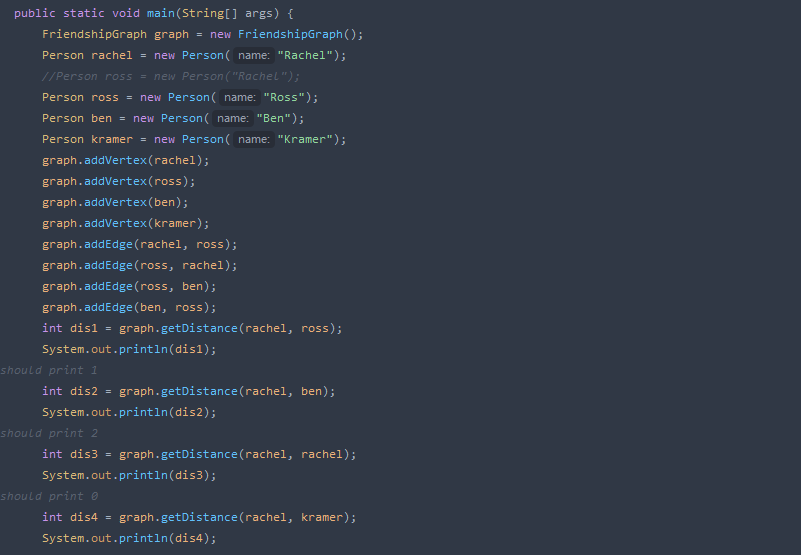 public static void main(String[] args) {
FriendshipGraph graph = new FriendshipGraph();
Person rachel = new Person( name: "Rachel");
//Person ross = new Person("Rachel");
Person ross = new Person( name: "Ross");
Person ben = new Person( name: "Ben");
Person kramer = new Person( name: "Kramer");
graph.addVertex(rachel);
graph.addVertex(ross);
graph.addVertex(ben);
graph.addVertex(kramer);
graph.addEdge(rachel, ross);
graph.addEdge(ross, rachel);
graph.addEdge(ross, ben);
graph.addEdge(ben, ross);
int dis1 = graph.getDistance(rachel, ross);
System.out.println(dis1);
should print 1
int dis2 = graph.getDistance(rachel, ben);
System.out.println(dis2);
should print 2
int dis3 = graph.getDistance(rachel, rachel);
System.out.println(dis3);
should print 0
int dis4 = graph.getDistance(rachel, kramer);
System.out.println(dis4);